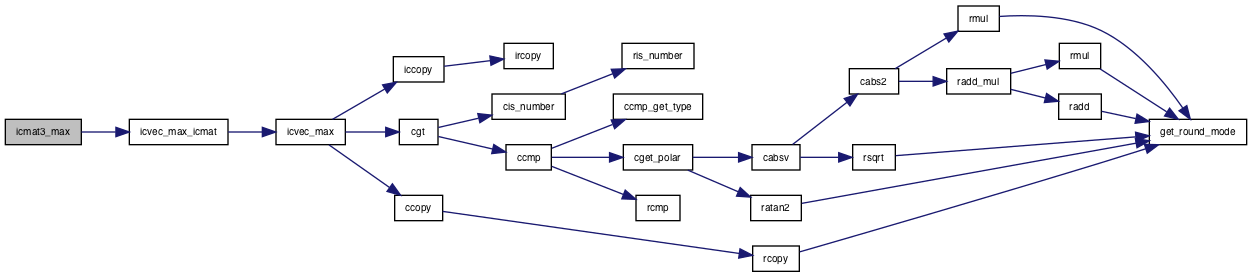 icmat3_max
icvec_max_icmat
icvec_max
iccopy
cgt
ccopy
ircopy
cis_number
ccmp
ris_number
ccmp_get_type
cget_polar
rcmp
cabsv
ratan2
rcopy
cabs2
rsqrt
rmul
radd_mul
rmul
radd
get_round_mode